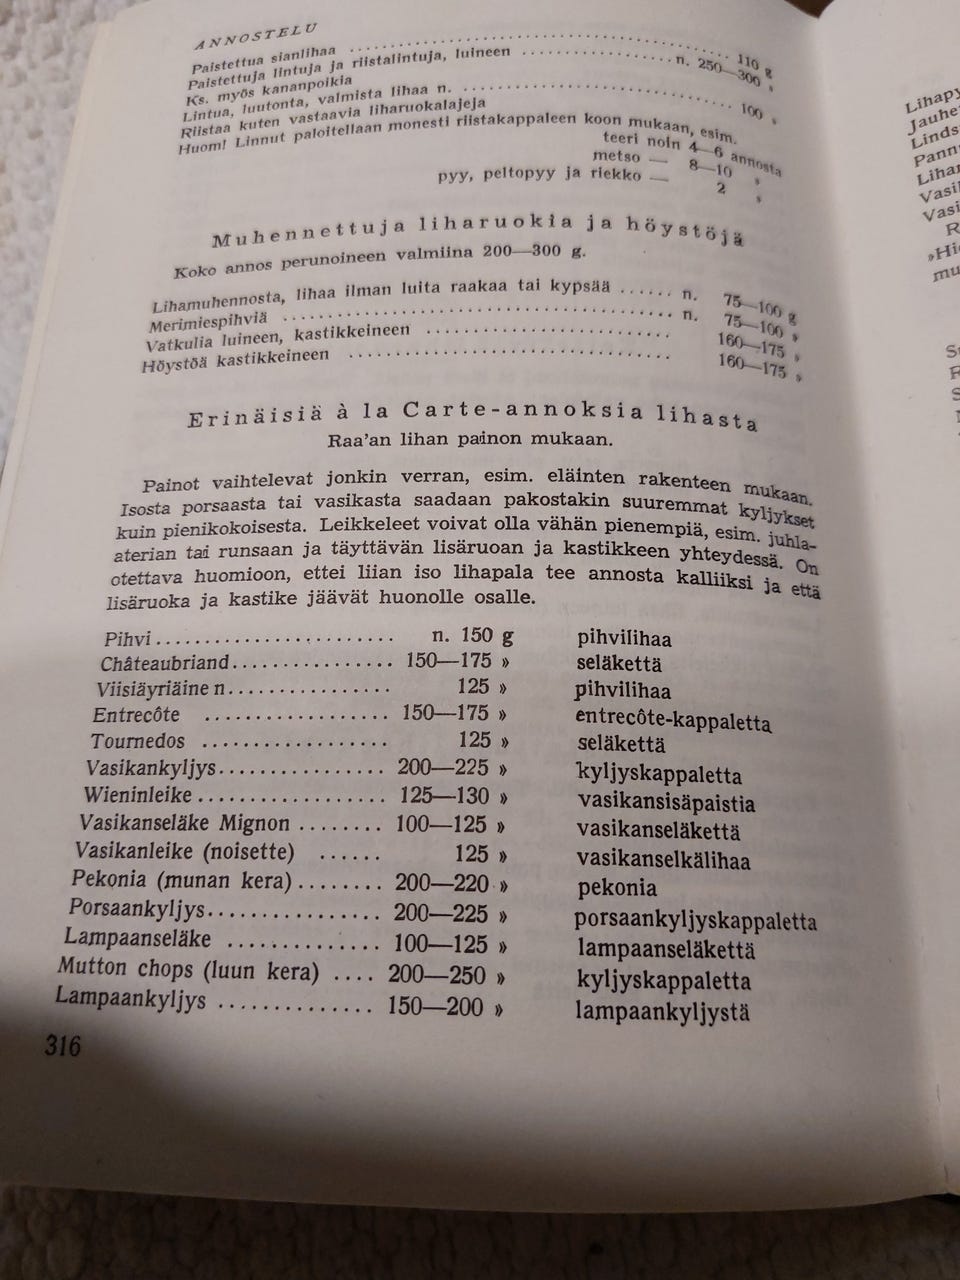 ANNOSTELU
Paistettua sianlihaa .......... 110 g
Paistettuja lintuja ja riistalintuja, luineen .......... n. 250—300 »
Ks. myös kananpoikia
Lintua, luutonta, valmista lihaa n. .......... 100 »
Riistaa kuten vastaavia liharuokalajeja
Huom! Linnut paloitellaan monesti riistakappaleen koon mukaan, esim.
teeri noin 4—6 annosta
metso — 8—10 »
pyy, peltopyy ja riekko — 2 »
Muhennettuja liharuokia ja höystöjä
Koko annos perunoineen valmiina 200—300 g.
Lihamuhennosta, lihaa ilman luita raakaa tai kypsää ...... n. 75—100 g
Merimiespihviä .......... n. 75—100 »
Vatkulia luineen, kastikkeineen .......... 160—175 »
Höystöä kastikkeineen .......... 160—175 »
Erinäisiä à la Carte-annoksia lihasta
Raa'an lihan painon mukaan.
Painot vaihtelevat jonkin verran, esim. eläinten rakenteen mukaan.
Isosta porsaasta tai vasikasta saadaan pakostakin suuremmat kyljykset
kuin pienikokoisesta. Leikkeleet voivat olla vähän pienempiä, esim. juhla-
aterian tai runsaan ja täyttävän lisäruoan ja kastikkeen yhteydessä. On
otettava huomioon, ettei liian iso lihapala tee annosta kalliiksi ja että
lisäruoka ja kastike jäävät huonolle osalle.
Pihvi .......... n. 150 g pihvilihaa
Châteaubriand .......... 150—175 » seläkettä
Viisiäyriäinen .......... 125 » pihvilihaa
Entrecôte .......... 150—175 » entrecôte-kappaletta
Tournedos .......... 125 » seläkettä
Vasikankyljys .......... 200—225 » kyljyskappaletta
Wieninleike .......... 125—130 » vasikansisäpaistia
Vasikanseläke Mignon ........ 100—125 » vasikanseläkettä
Vasikanleike (noisette) ...... 125 » vasikanselkälihaa
Pekonia (munan kera) ........ 200—220 » pekonia
Porsaankyljys .......... 200—225 » porsaankyljyskappaletta
Lampaanseläke .......... 100—125 » lampaanseläkettä
Mutton chops (luun kera) .... 200—250 » kyljyskappaletta
Lampaankyljys .......... 150—200 » lampaankyljystä
316